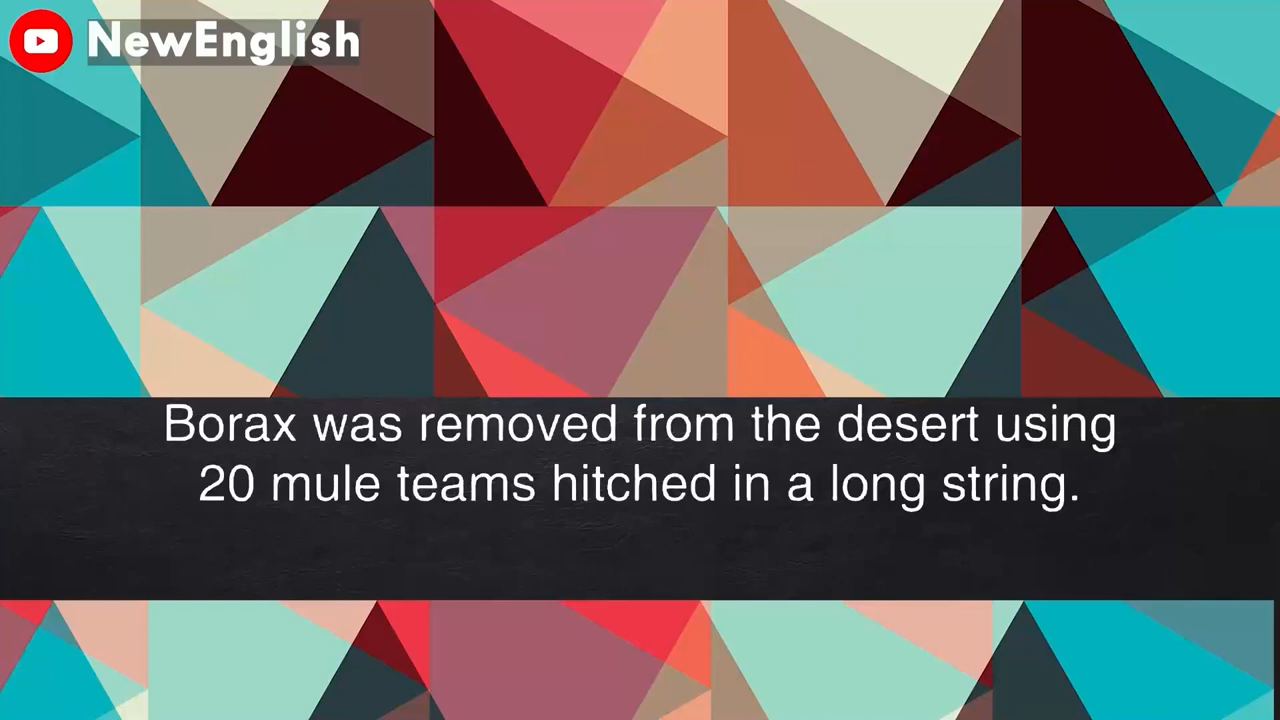 NewEnglish
Borax was removed from the desert using
20 mule teams hitched in a long string.